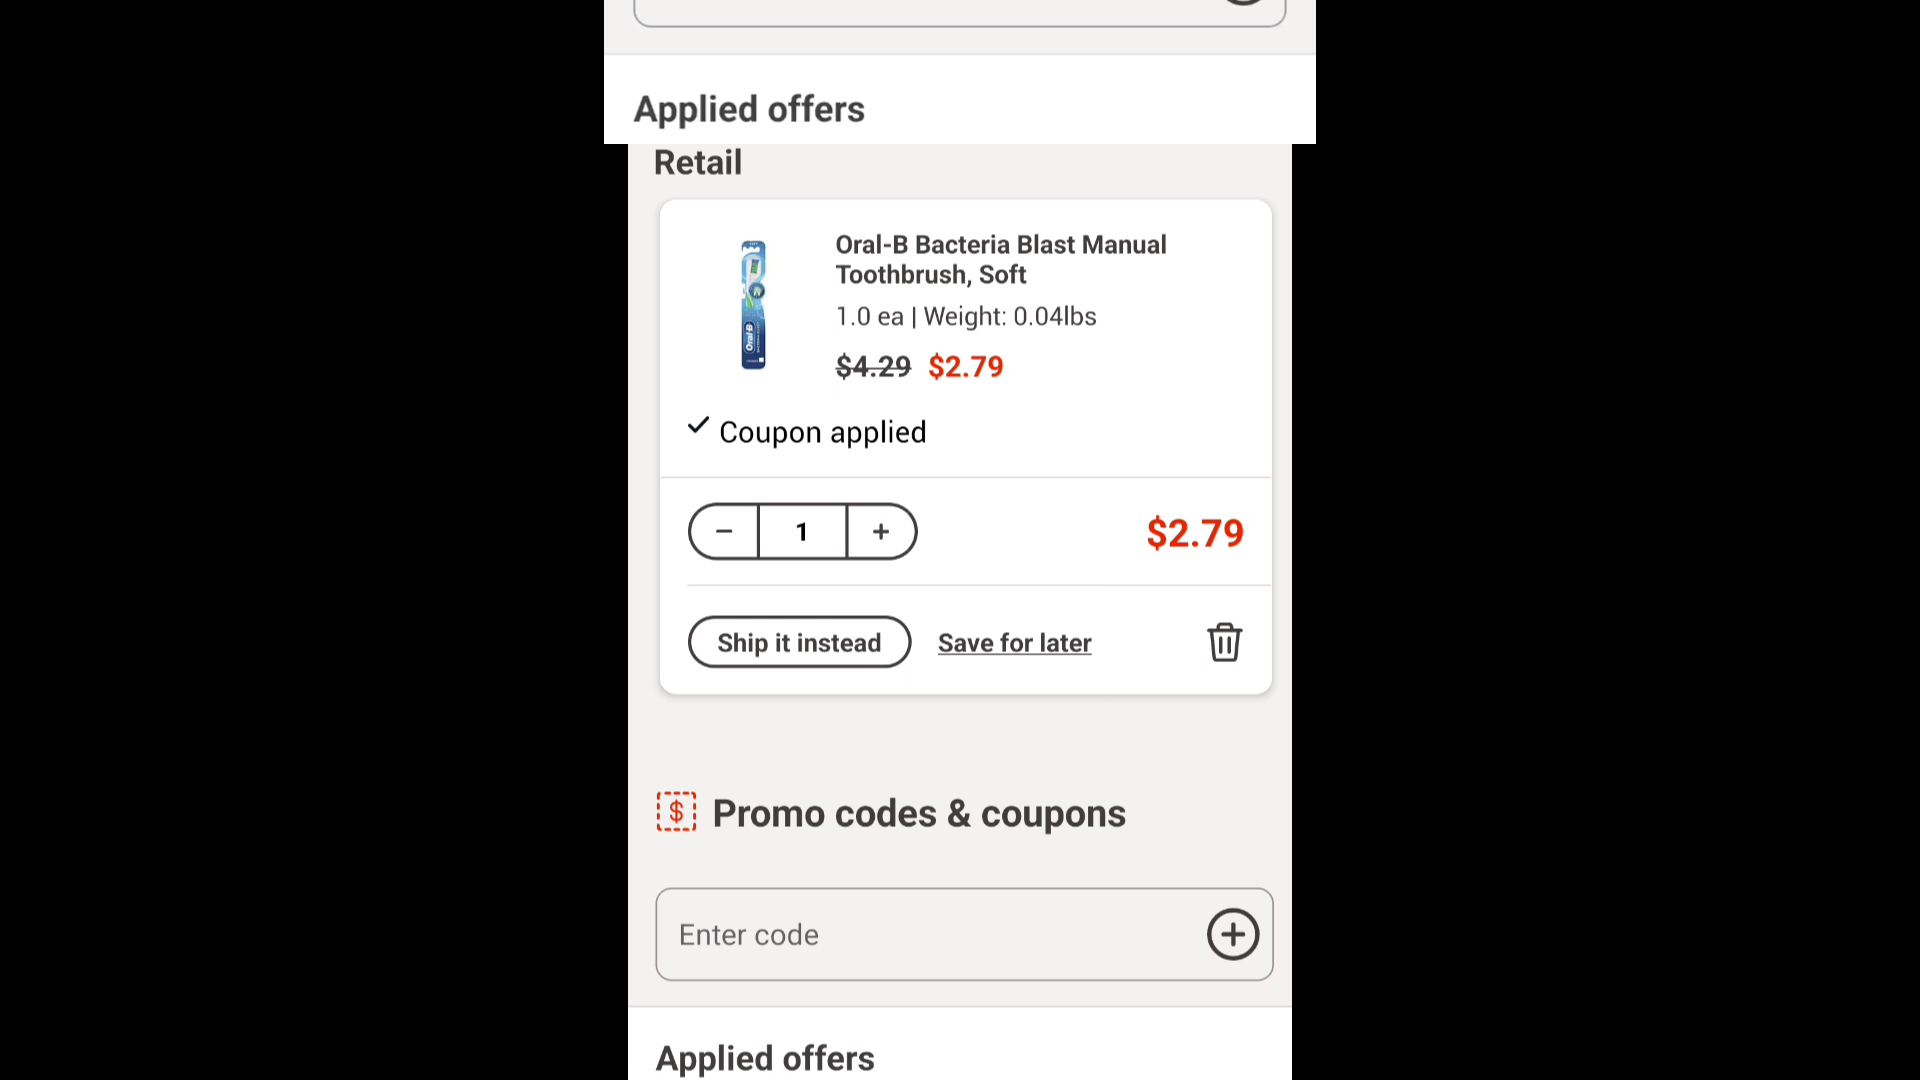 Applied offers
Retail
Oral-B Bacteria Blast Manual
Toothbrush, Soft
1.0 ea | Weight: 0.04lbs
$4.29 $2.79
Coupon applied
Oral-B
− 1 + $2.79
Ship it instead Save for later
$ Promo codes & coupons
Enter code
Applied offers